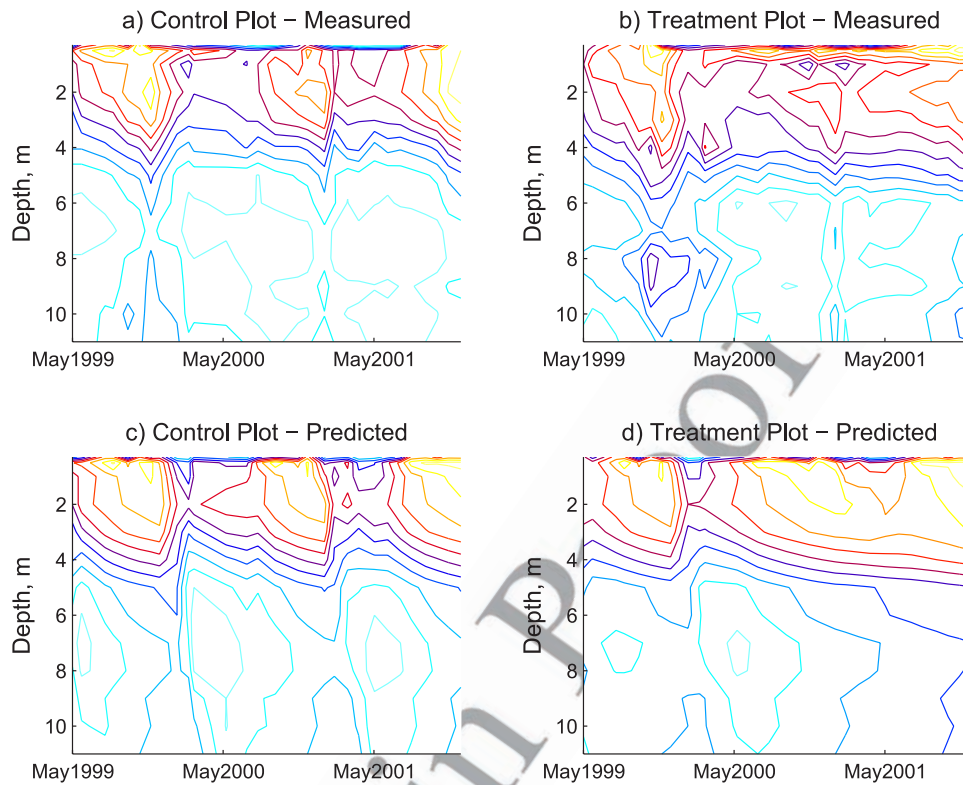 a) Control Plot − Measured
b) Treatment Plot − Measured
Depth, m
2
4
6
8
10
May1999 May2000 May2001
Depth, m
2
4
6
8
10
May1999 May2000 May2001
c) Control Plot − Predicted
d) Treatment Plot − Predicted
Depth, m
2
4
6
8
10
May1999 May2000 May2001
Depth, m
2
4
6
8
10
May1999 May2000 May2001
in